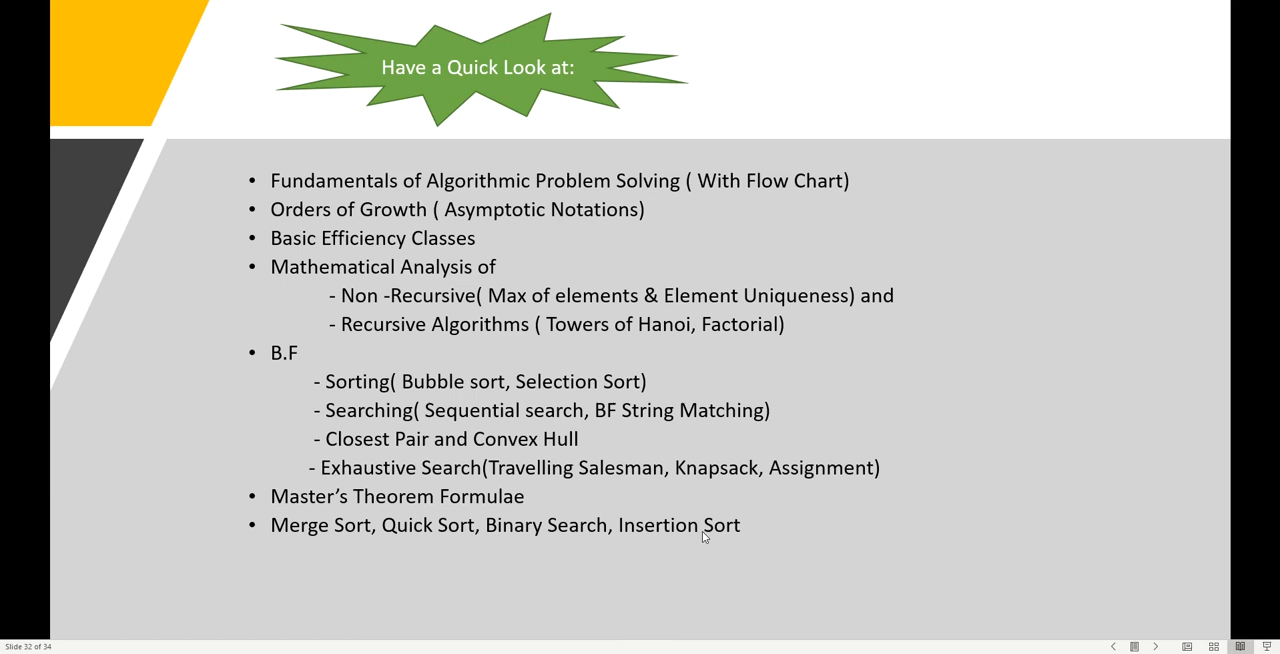 Have a Quick Look at:
• Fundamentals of Algorithmic Problem Solving ( With Flow Chart)
• Orders of Growth ( Asymptotic Notations)
• Basic Efficiency Classes
• Mathematical Analysis of
- Non -Recursive( Max of elements & Element Uniqueness) and
- Recursive Algorithms ( Towers of Hanoi, Factorial)
• B.F
- Sorting( Bubble sort, Selection Sort)
- Searching( Sequential search, BF String Matching)
- Closest Pair and Convex Hull
- Exhaustive Search(Travelling Salesman, Knapsack, Assignment)
• Master’s Theorem Formulae
• Merge Sort, Quick Sort, Binary Search, Insertion Sort
Slide 32 of 34